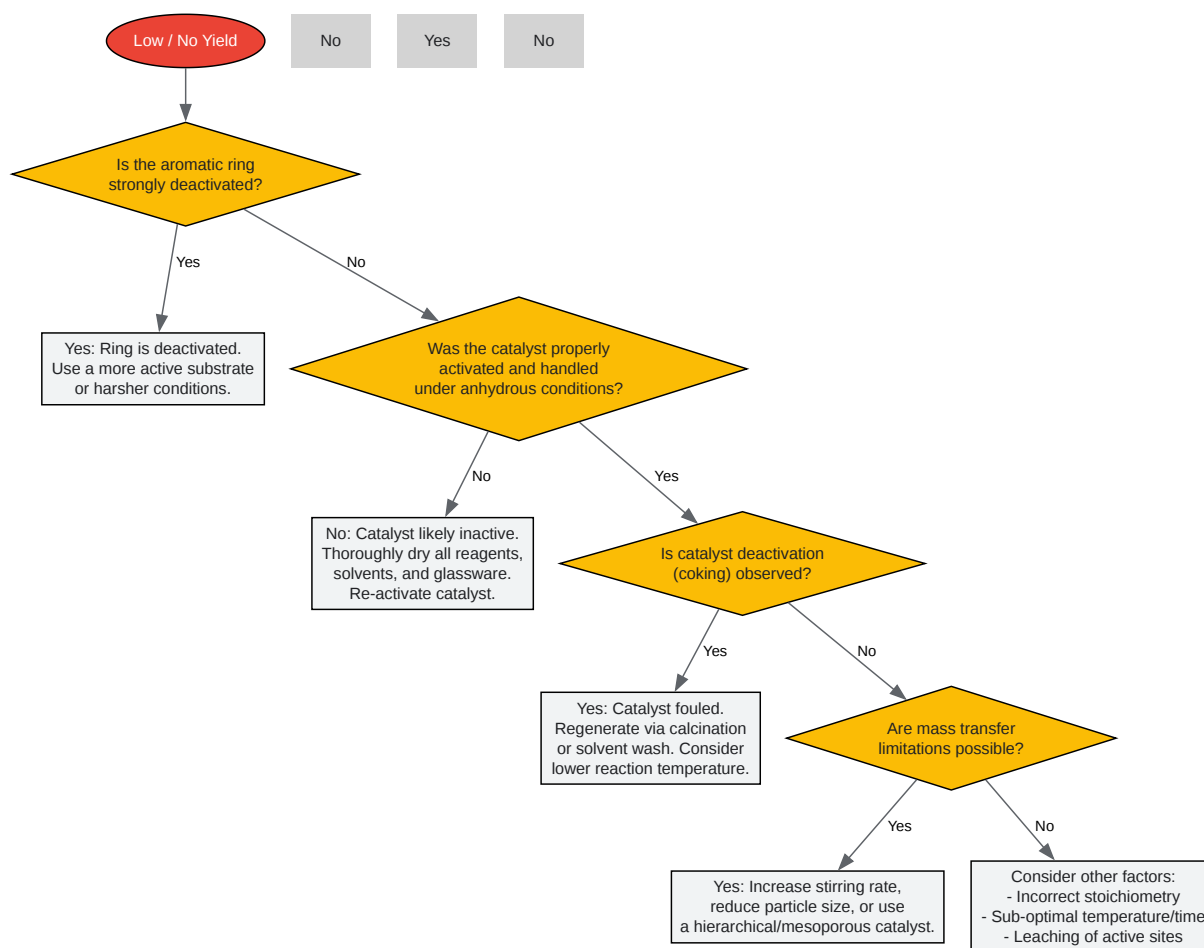 Low / No Yield
No
Yes
No
Is the aromatic ring
strongly deactivated?
Yes
No
Yes: Ring is deactivated.
Use a more active substrate
or harsher conditions.
Was the catalyst properly
activated and handled
under anhydrous conditions?
No
Yes
No: Catalyst likely inactive.
Thoroughly dry all reagents,
solvents, and glassware.
Re-activate catalyst.
Is catalyst deactivation
(coking) observed?
Yes
No
Yes: Catalyst fouled.
Regenerate via calcination
or solvent wash. Consider
lower reaction temperature.
Are mass transfer
limitations possible?
Yes
No
Yes: Increase stirring rate,
reduce particle size, or use
a hierarchical/mesoporous catalyst.
Consider other factors:
- Incorrect stoichiometry
- Sub-optimal temperature/time
- Leaching of active sites